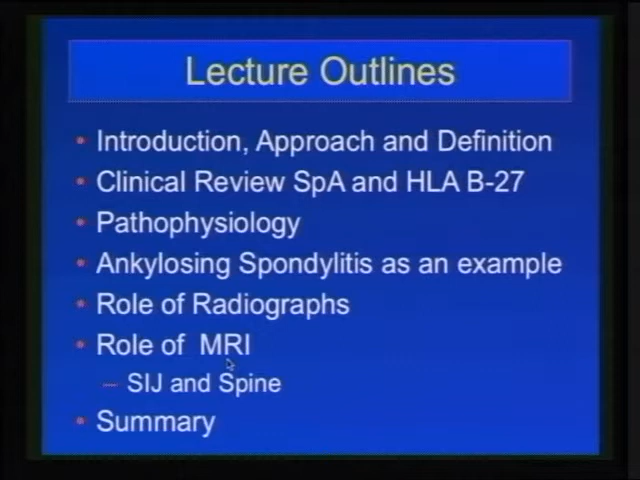 Lecture Outlines
• Introduction, Approach and Definition
• Clinical Review SpA and HLA B-27
• Pathophysiology
• Ankylosing Spondylitis as an example
• Role of Radiographs
• Role of MRI
– SIJ and Spine
• Summary